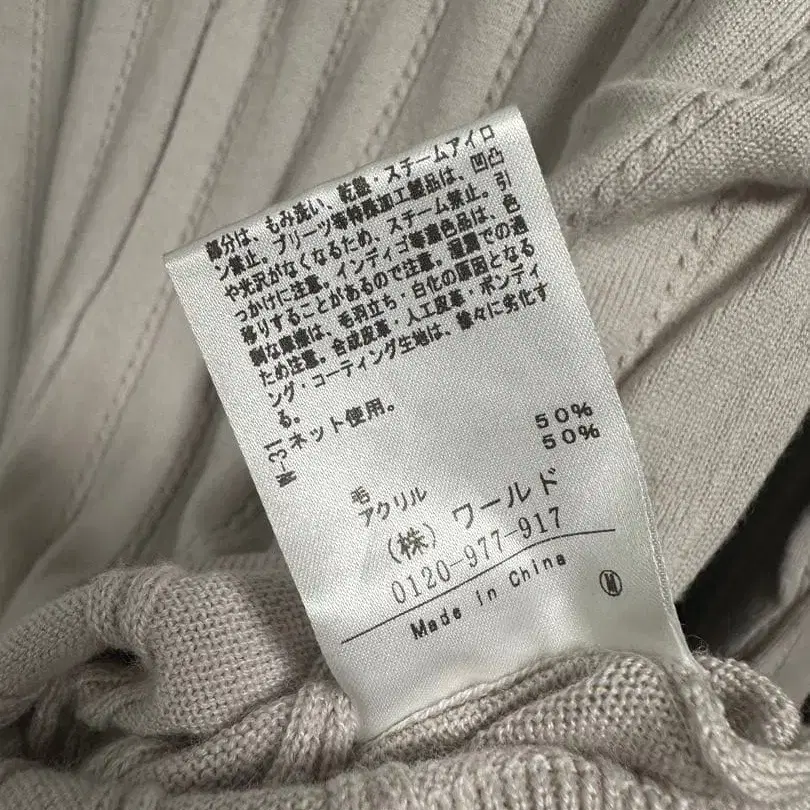 部分は、もみ洗い、乾燥・スチームアイロ
ン禁止。プリーツ等特殊加工製品は、凹凸
や光沢がなくなるため、スチーム禁止。引
っかけに注意。インディゴ等濃色品は、色
移りすることがあるので注意。湿潤での過
剰な摩擦は、毛羽立ち・白化の原因となる
ため注意。合成皮革・人工皮革・ボンディ
ング・コーティング生地は、徐々に劣化す
る。
W-31 ネット使用。
毛 50%
アクリル 50%
(株) ワールド
0120-977-917
Made in China
M